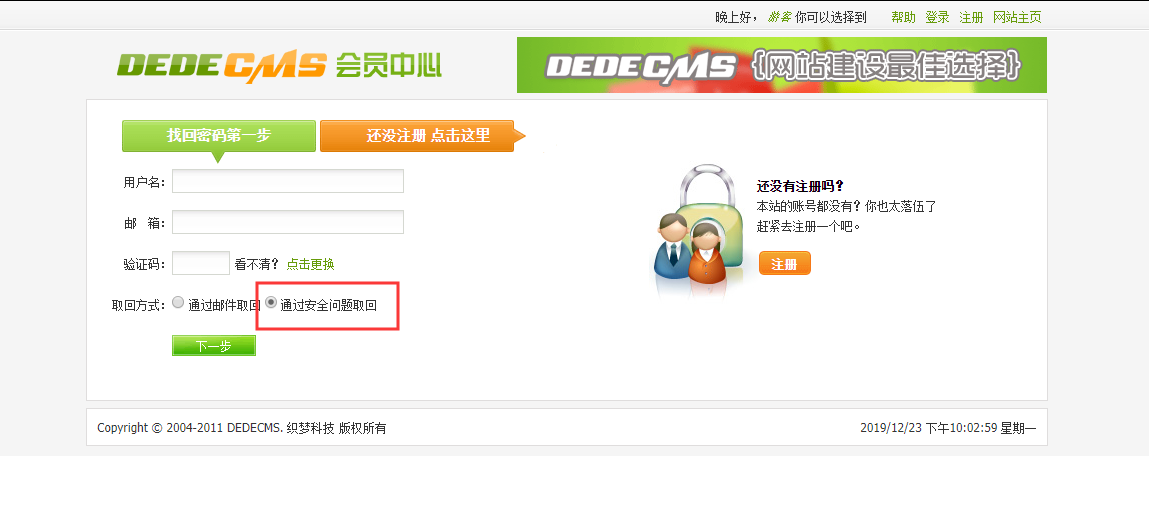 晚上好， 游客 你可以选择到 帮助 登录 注册 网站主页
DEDECMS 会员中心
DEDECMS {网站建设最佳选择}
找回密码第一步 还没注册 点击这里
用户名：
邮 箱：
验证码： 看不清？ 点击更换
取回方式： 通过邮件取回 通过安全问题取回
下一步
还没有注册吗？
本站的账号都没有？你也太落伍了
赶紧去注册一个吧。
注册
Copyright © 2004-2011 DEDECMS. 织梦科技 版权所有
2019/12/23 下午10:02:59 星期一